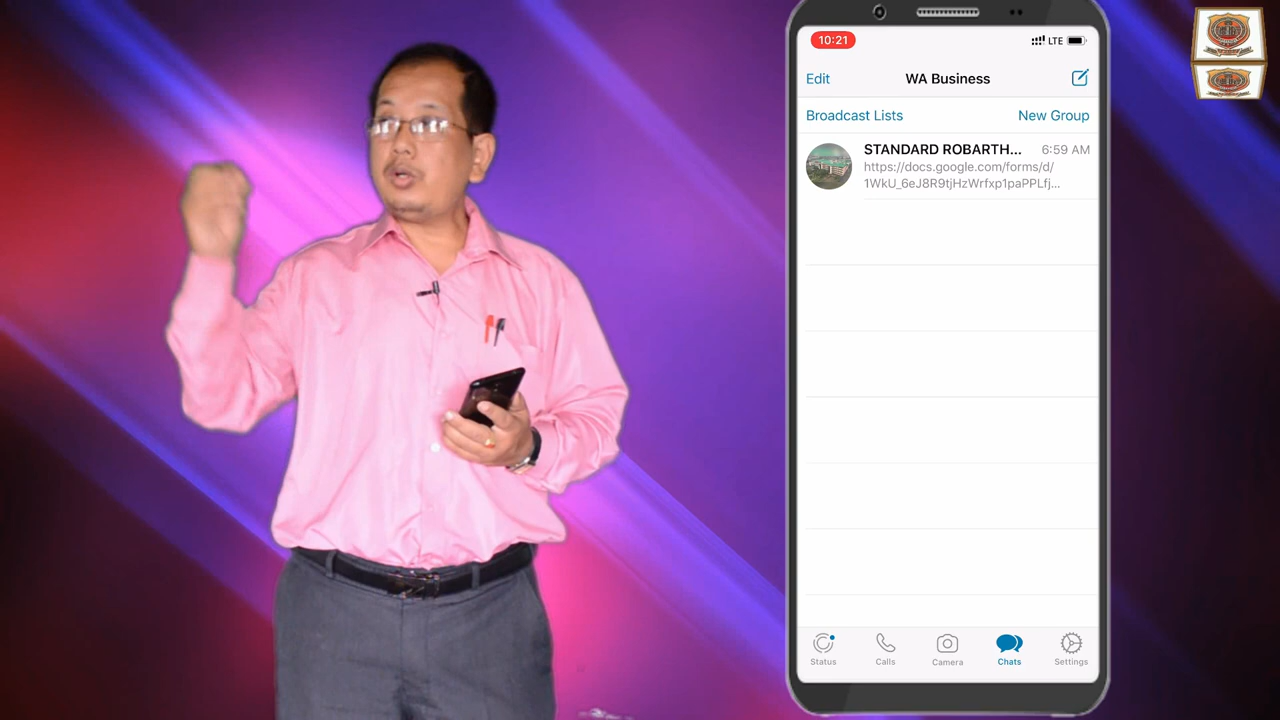 10:21
LTE
Edit
WA Business
Broadcast Lists
New Group
STANDARD ROBARTH...
6:59 AM
https://docs.google.com/forms/d/
1WkU_6eJ8R9tjHzWrfxp1paPPLfj...
Status
Calls
Camera
Chats
Settings